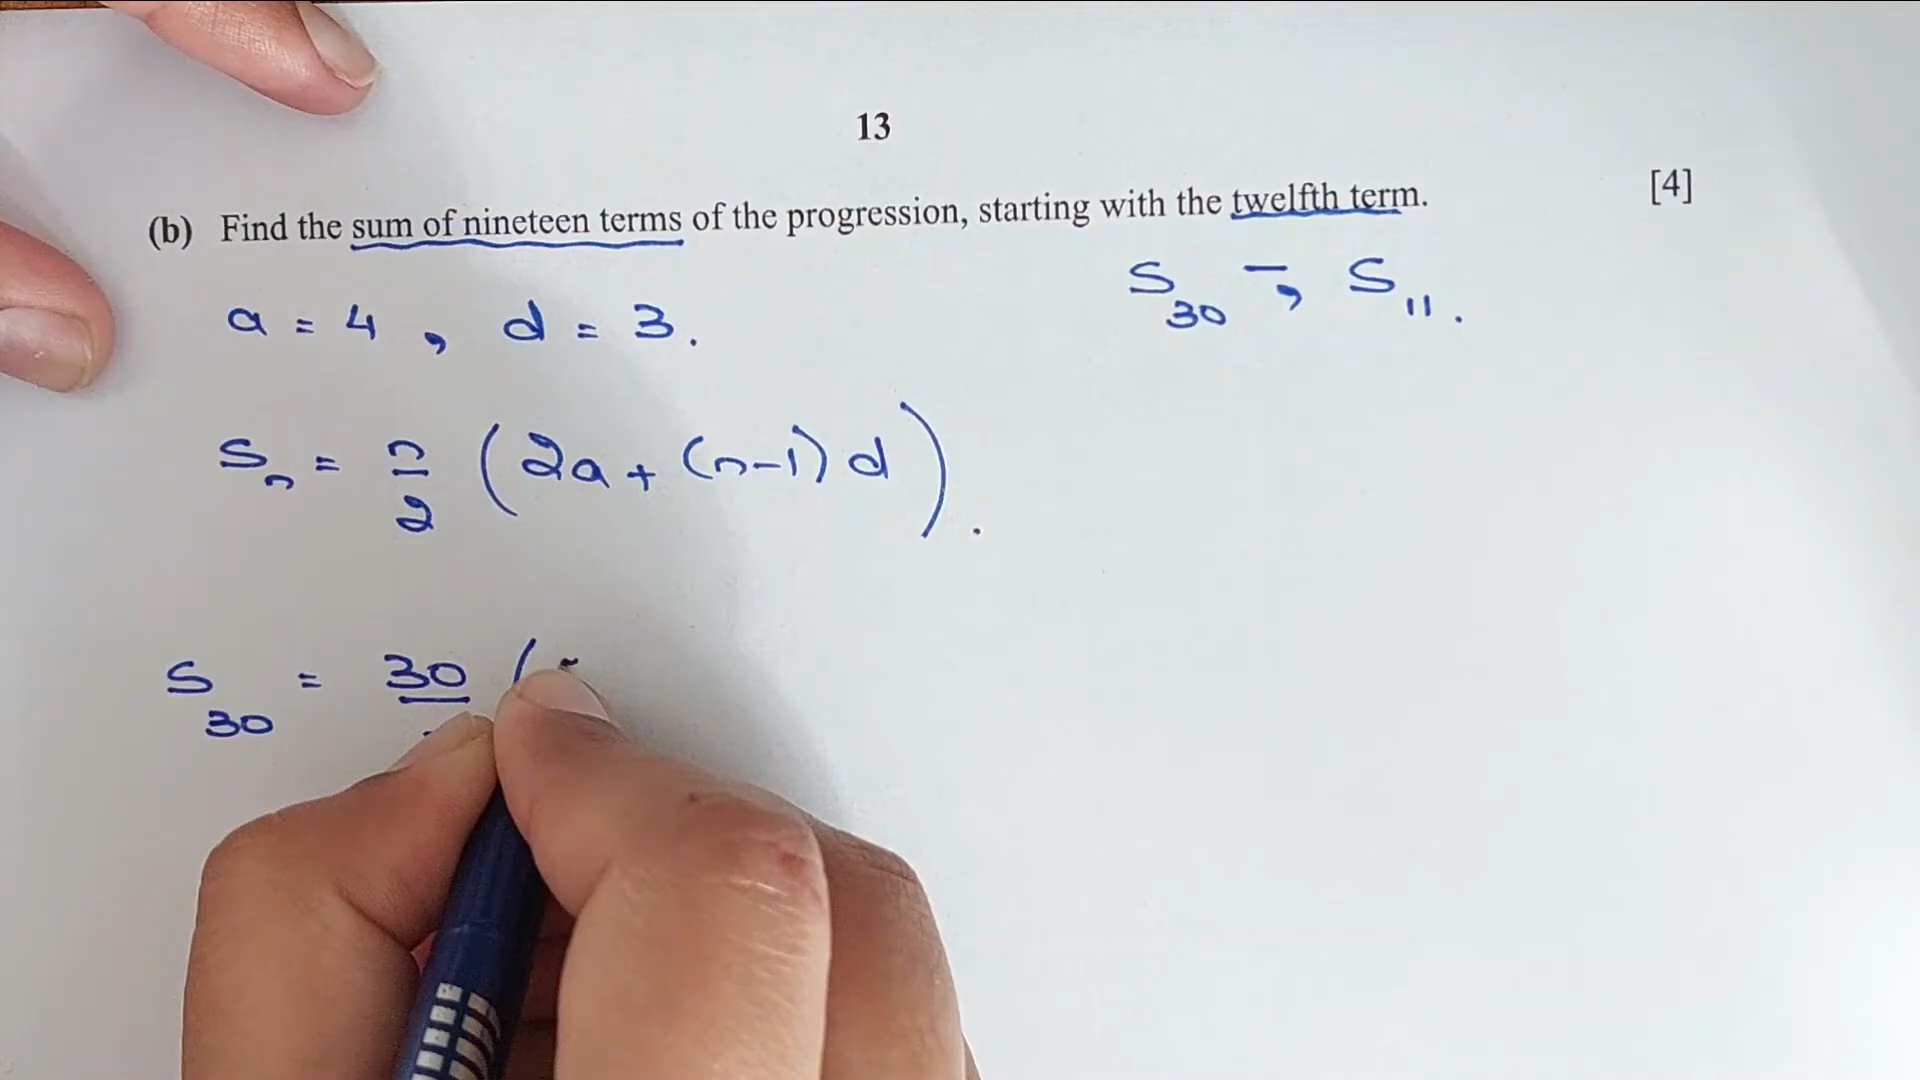 13
(b) Find the sum of nineteen terms of the progression, starting with the twelfth term. [4]
S₃₀ –, S₁₁.
a = 4, d = 3.
Sₙ = n/2 (2a + (n-1) d).
S₃₀ = 30 (